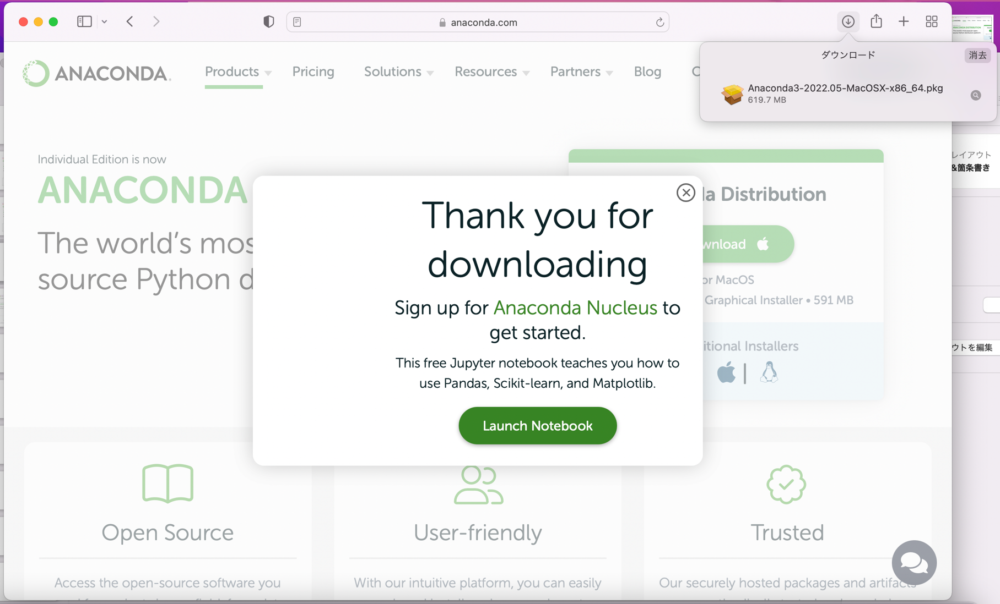 anaconda.com
ダウンロード
消去
Anaconda3-2022.05-MacOSX-x86_64.pkg
619.7 MB
ANACONDA.
Products
Pricing
Solutions
Resources
Partners
Blog
レイアウト
&箇条書き
Individual Edition is now
ANACONDA
The world's mos
source Python d
Thank you for
downloading
Sign up for Anaconda Nucleus to
get started.
This free Jupyter notebook teaches you how to
use Pandas, Scikit-learn, and Matplotlib.
Launch Notebook
la Distribution
wnload
or MacOS
Graphical Installer • 591 MB
itional Installers
ウトを編集
Open Source
User-friendly
Trusted
Access the open-source software you
With our intuitive platform, you can easily
Our securely hosted packages and artifacts